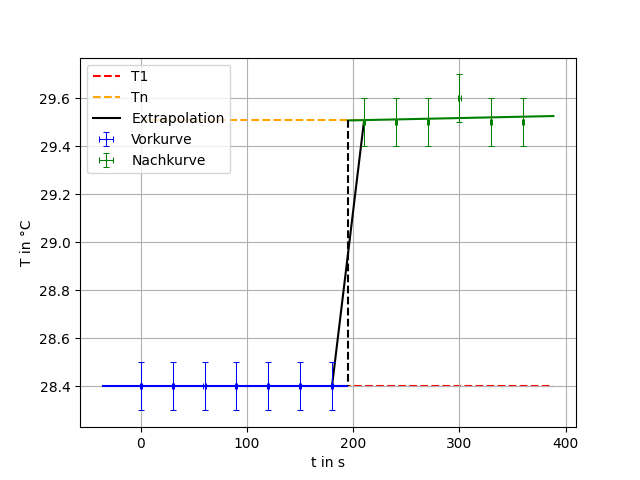 T1
Tn
Extrapolation
Vorkurve
Nachkurve
29.6
29.4
29.2
29.0
28.8
28.6
28.4
T in °C
0 100 200 300 400
t in s